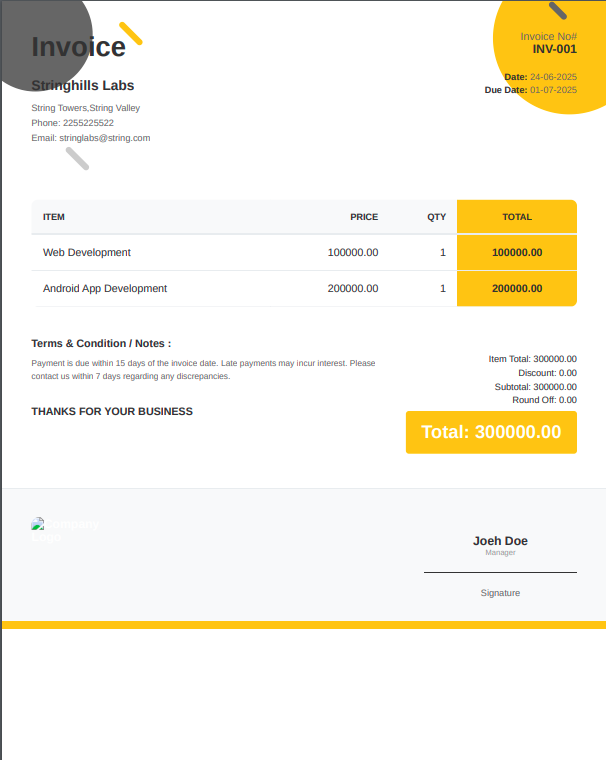 Invoice
Invoice No#
INV-001
Stringhills Labs
Date: 24-06-2025
Due Date: 01-07-2025
String Towers,String Valley
Phone: 2255225522
Email: stringlabs@string.com
ITEM PRICE QTY TOTAL
Web Development 100000.00 1 100000.00
Android App Development 200000.00 1 200000.00
Terms & Condition / Notes :
Payment is due within 15 days of the invoice date. Late payments may incur interest. Please
contact us within 7 days regarding any discrepancies.
THANKS FOR YOUR BUSINESS
Item Total: 300000.00
Discount: 0.00
Subtotal: 300000.00
Round Off: 0.00
Total: 300000.00
Company
Logo
Joeh Doe
Manager
Signature